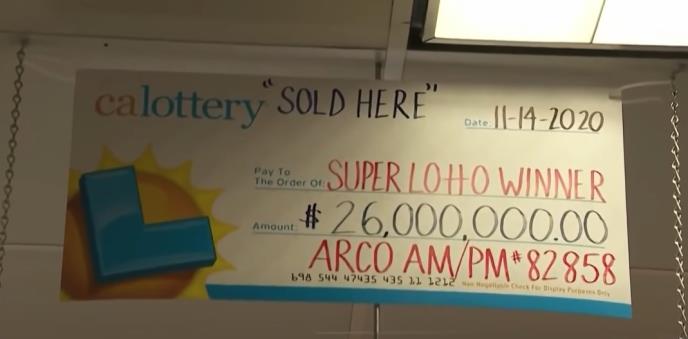 calottery "SOLD HERE"
Date: 11-14-2020
Pay To
The Order Of: SUPER LOTTO WINNER
Amount: $ 26,000,000.00
ARCO AM/PM #82858
698 544 47435 435 11 1212 Non Negotiable Check For Display Purposes Only